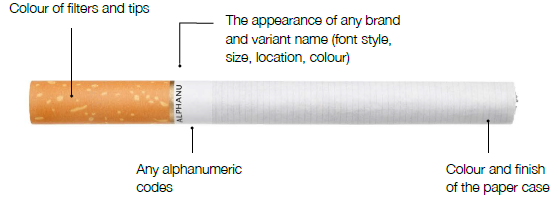 Colour of filters and tips
The appearance of any brand
and variant name (font style,
size, location, colour)
ALPHANU
Any alphanumeric
codes
Colour and finish
of the paper case